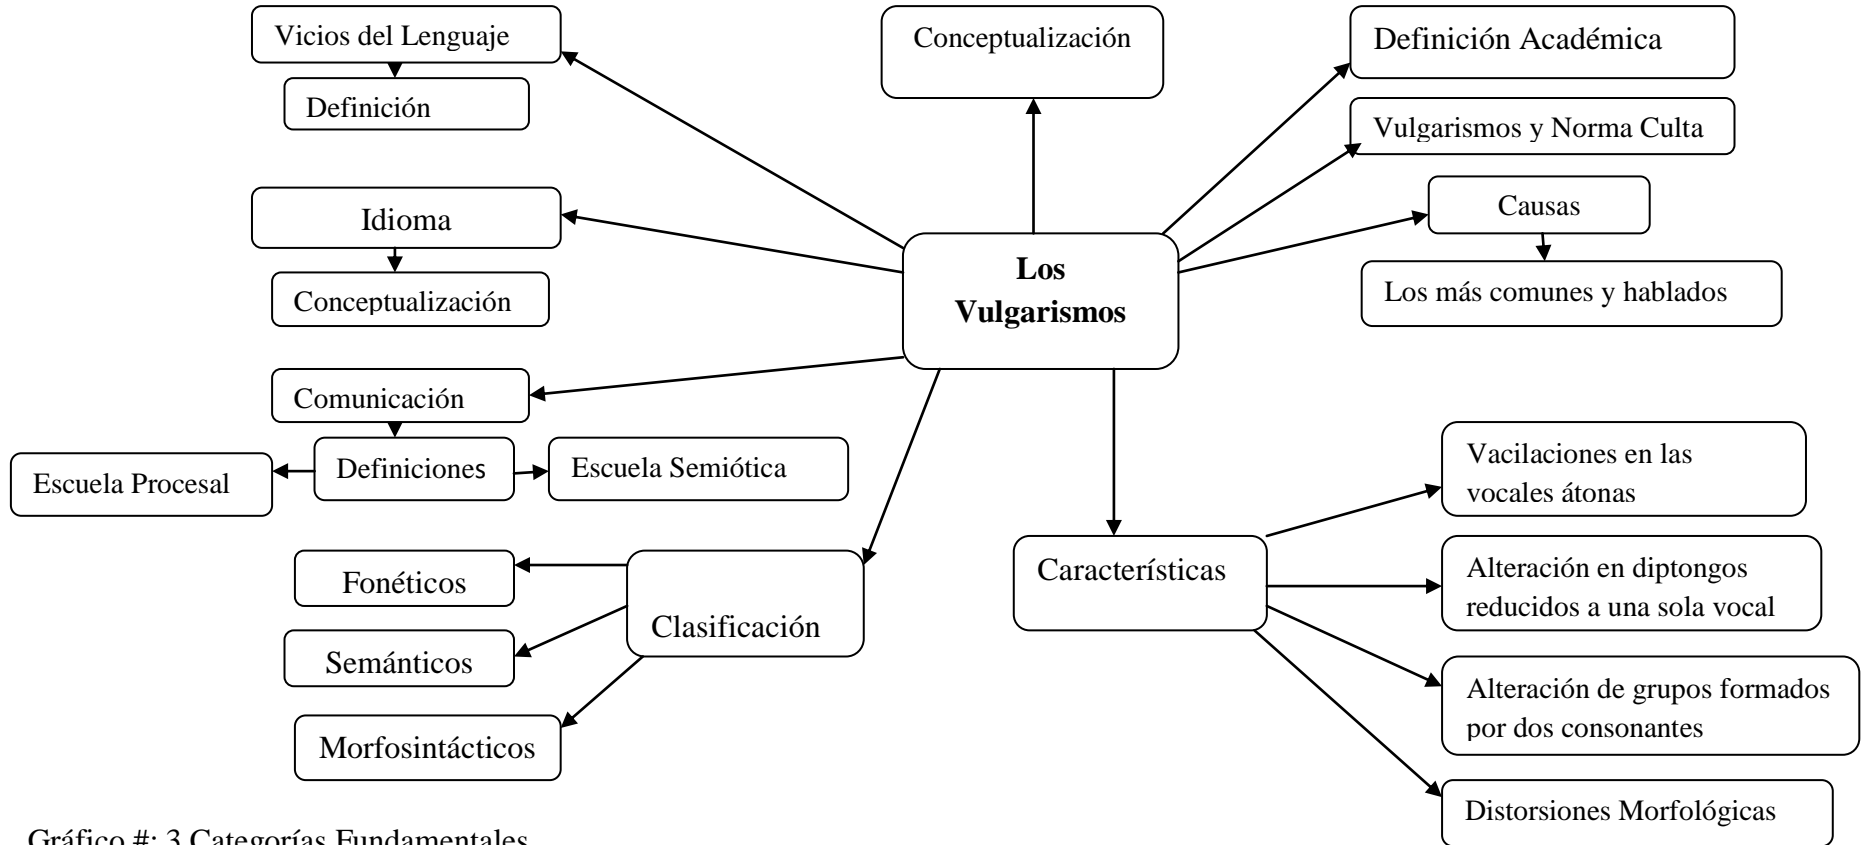 Vicios del Lenguaje
Definición
Conceptualización
Definición Académica
Vulgarismos y Norma Culta
Idioma
Conceptualización
Los
Vulgarismos
Causas
Los más comunes y hablados
Comunicación
Definiciones
Escuela Procesal
Escuela Semiótica
Clasificación
Fonéticos
Semánticos
Morfosintácticos
Características
Vacilaciones en las
vocales átonas
Alteración en diptongos
reducidos a una sola vocal
Alteración de grupos formados
por dos consonantes
Distorsiones Morfológicas
Gráfico #: 3 Categorías Fundamentales